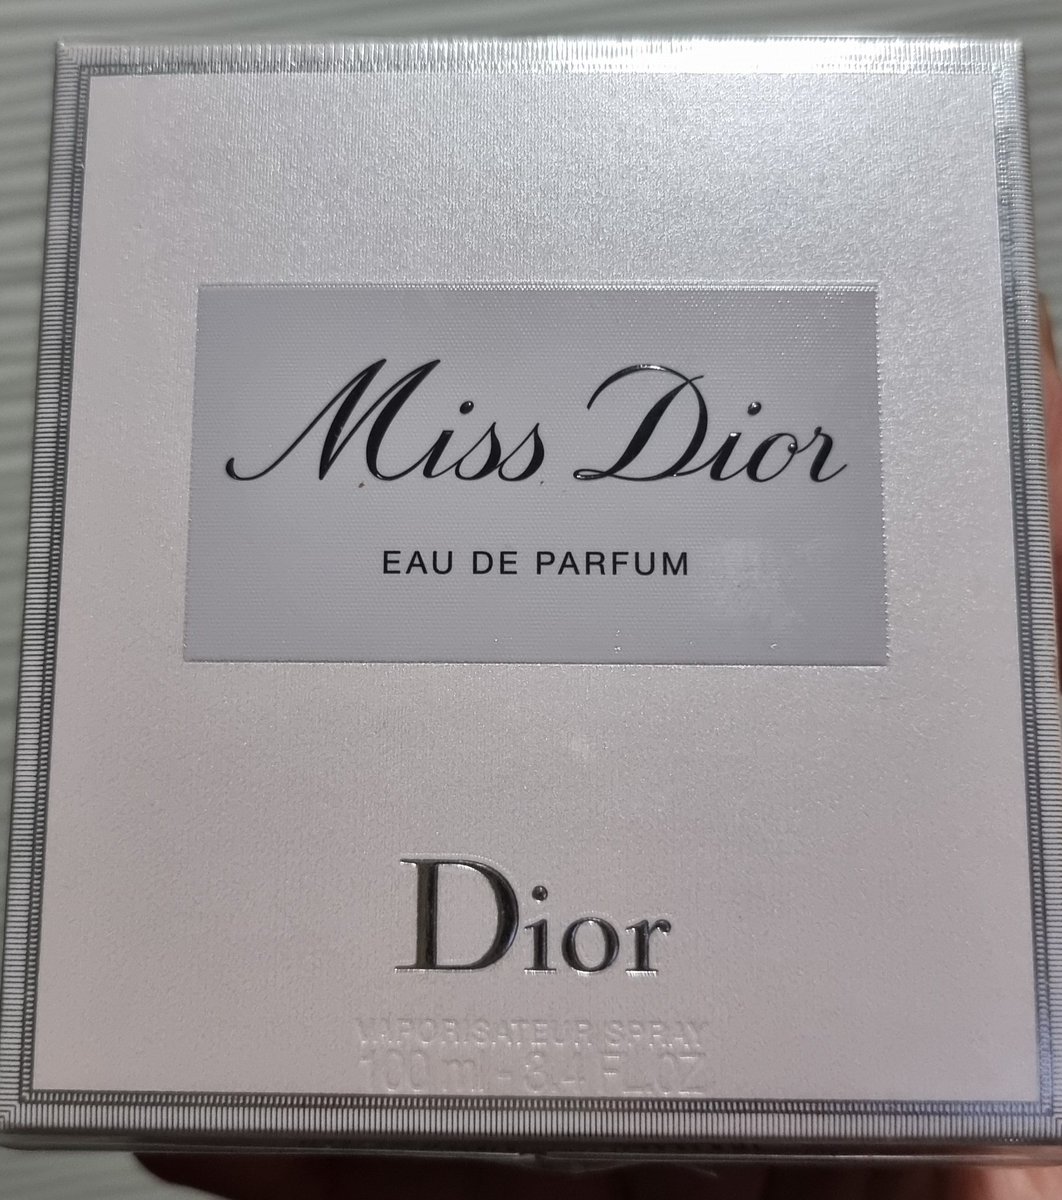 Miss Dior
EAU DE PARFUM
Dior
VAPORISATEUR SPRAY
100 ml - 3.4 FL.OZ